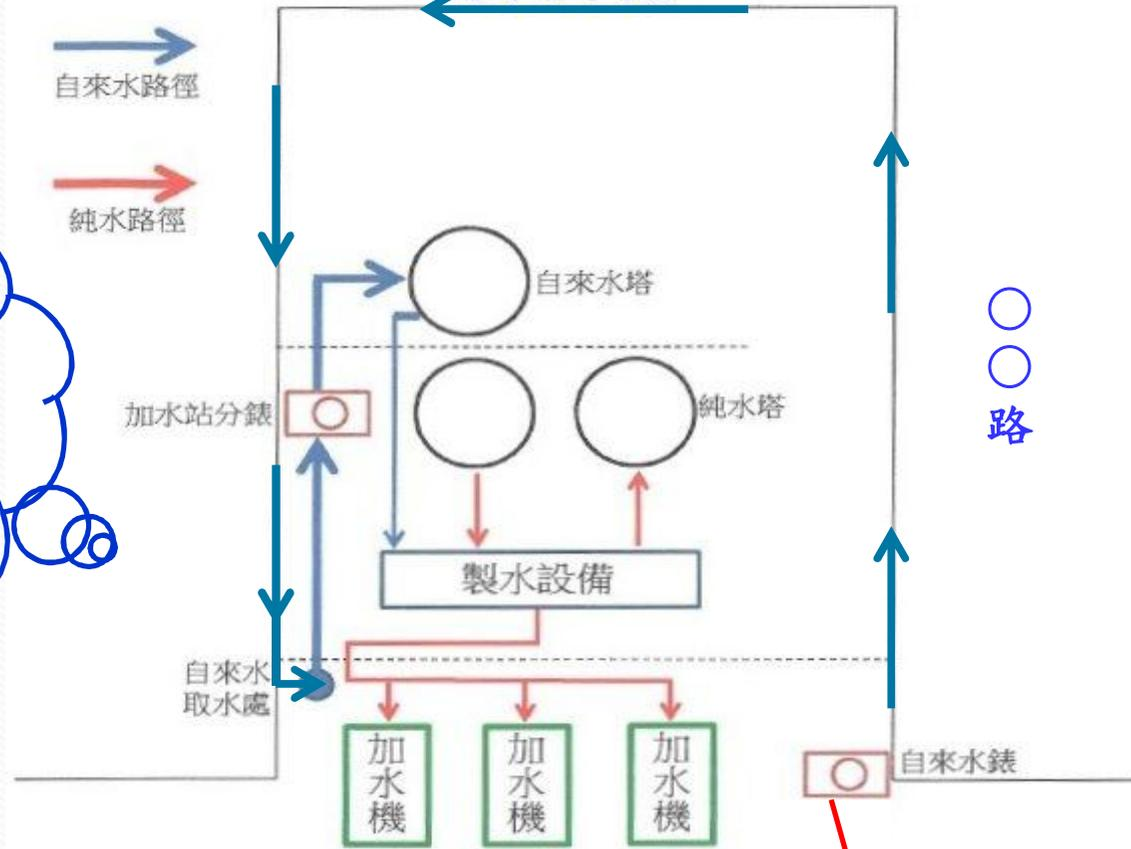 自來水路徑
純水路徑
自來水塔
加水站分錶
純水塔
○
○
路
製水設備
自來水
取水處
加水機
加水機
加水機
自來水錶